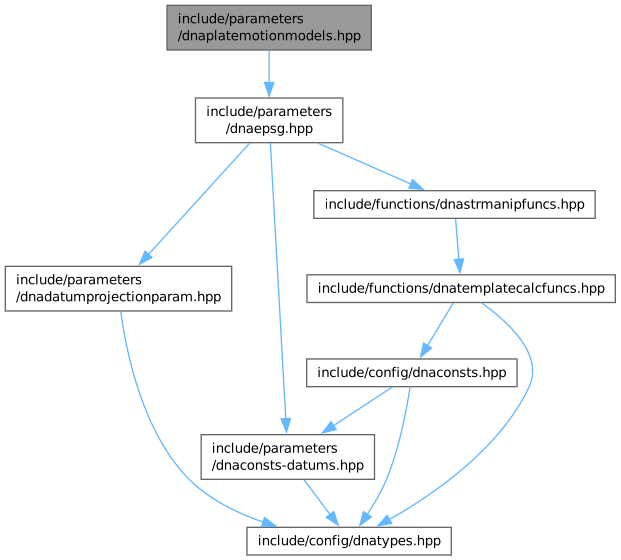 include/parameters
/dnaplatemotionmodels.hpp
include/parameters
/dnaepsg.hpp
include/functions/dnastrmanipfuncs.hpp
include/parameters
/dnadatumprojectionparam.hpp
include/functions/dnatemplatecalcfuncs.hpp
include/config/dnaconsts.hpp
include/parameters
/dnaconsts-datums.hpp
include/config/dnatypes.hpp